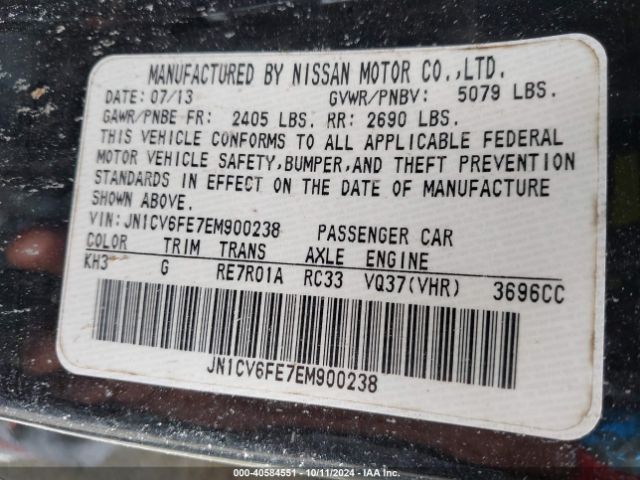 MANUFACTURED BY NISSAN MOTOR CO.,LTD.
DATE: 07/13 GVWR/PNBV: 5079 LBS.
GAWR/PNBE FR: 2405 LBS. RR: 2690 LBS.
THIS VEHICLE CONFORMS TO ALL APPLICABLE FEDERAL
MOTOR VEHICLE SAFETY,BUMPER,AND THEFT PREVENTION
STANDARDS IN EFFECT ON THE DATE OF MANUFACTURE
SHOWN ABOVE.
VIN:JN1CV6FE7EM900238 PASSENGER CAR
COLOR TRIM TRANS AXLE ENGINE
KH3 G RE7R01A RC33 VQ37(VHR) 3696CC
JN1CV6FE7EM900238
000-40584551 - 10/11/2024 - IAA Inc.